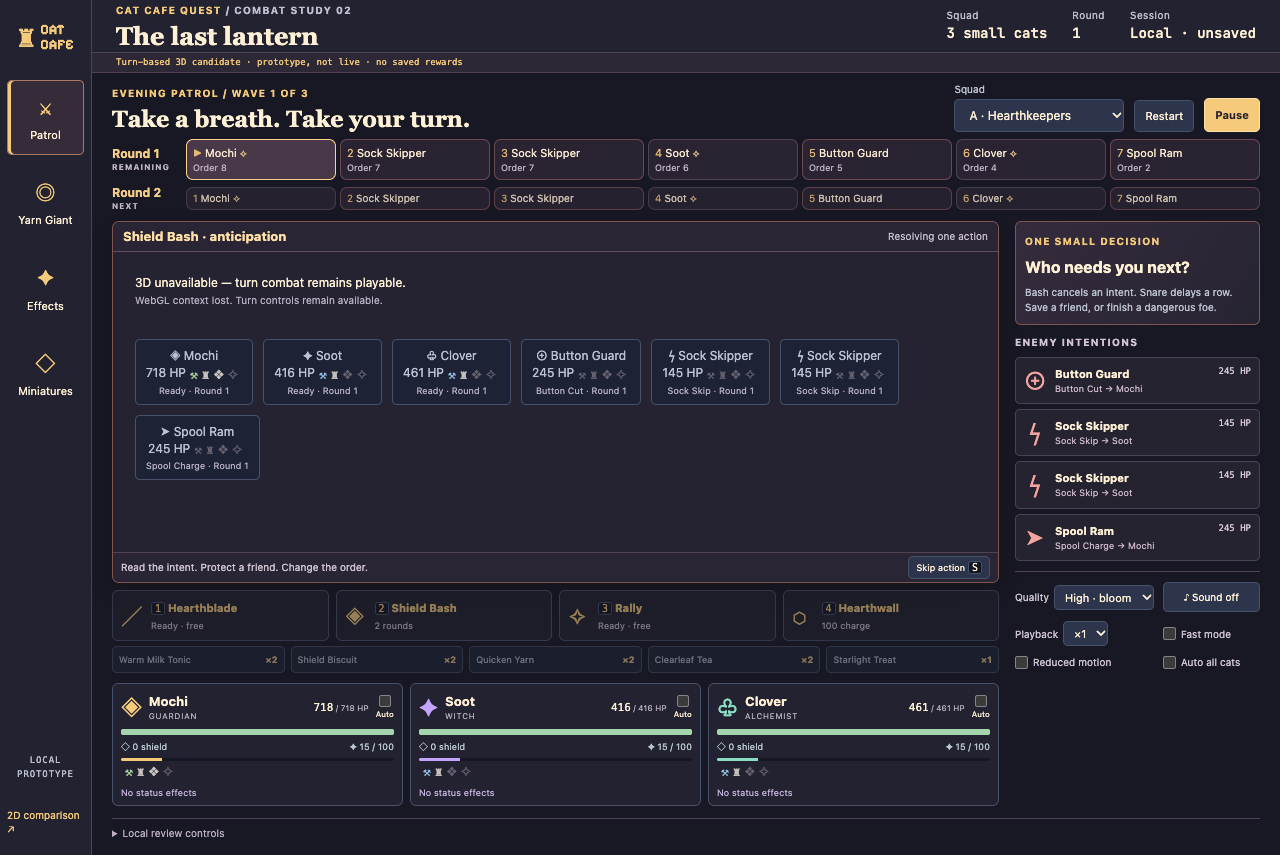 OAT
OAFE
Patrol
Yarn Giant
Effects
Miniatures
LOCAL
PROTOTYPE
2D comparison
↗
CAT CAFE QUEST / COMBAT STUDY 02
The last lantern
Squad
3 small cats
Round
1
Session
Local · unsaved
Turn-based 3D candidate · prototype, not live · no saved rewards
EVENING PATROL / WAVE 1 OF 3
Take a breath. Take your turn.
Squad
A · Hearthkeepers
Restart
Pause
Round 1
REMAINING
▶ Mochi ✧
Order 8
2 Sock Skipper
Order 7
3 Sock Skipper
Order 7
4 Soot ✧
Order 6
5 Button Guard
Order 5
6 Clover ✧
Order 4
7 Spool Ram
Order 2
Round 2
NEXT
1 Mochi ✧
2 Sock Skipper
3 Sock Skipper
4 Soot ✧
5 Button Guard
6 Clover ✧
7 Spool Ram
Shield Bash · anticipation
Resolving one action
3D unavailable — turn combat remains playable.
WebGL context lost. Turn controls remain available.
Mochi
718 HP
Ready · Round 1
Soot
416 HP
Ready · Round 1
Clover
461 HP
Ready · Round 1
Button Guard
245 HP
Button Cut · Round 1
Sock Skipper
145 HP
Sock Skip · Round 1
Sock Skipper
145 HP
Sock Skip · Round 1
Spool Ram
245 HP
Spool Charge · Round 1
Read the intent. Protect a friend. Change the order.
Skip action S
1 Hearthblade
Ready · free
2 Shield Bash
2 rounds
3 Rally
Ready · free
4 Hearthwall
100 charge
Warm Milk Tonic ×2
Shield Biscuit ×2
Quicken Yarn ×2
Clearleaf Tea ×2
Starlight Treat ×1
Mochi
GUARDIAN
718 / 718 HP
Auto
◇ 0 shield
✦ 15 / 100
No status effects
Soot
WITCH
416 / 416 HP
Auto
◇ 0 shield
✦ 15 / 100
No status effects
Clover
ALCHEMIST
461 / 461 HP
Auto
◇ 0 shield
✦ 15 / 100
No status effects
▶ Local review controls
ONE SMALL DECISION
Who needs you next?
Bash cancels an intent. Snare delays a row.
Save a friend, or finish a dangerous foe.
ENEMY INTENTIONS
Button Guard
245 HP
Button Cut → Mochi
Sock Skipper
145 HP
Sock Skip → Soot
Sock Skipper
145 HP
Sock Skip → Soot
Spool Ram
245 HP
Spool Charge → Mochi
Quality
High · bloom
♪ Sound off
Playback
×1
Fast mode
Reduced motion
Auto all cats